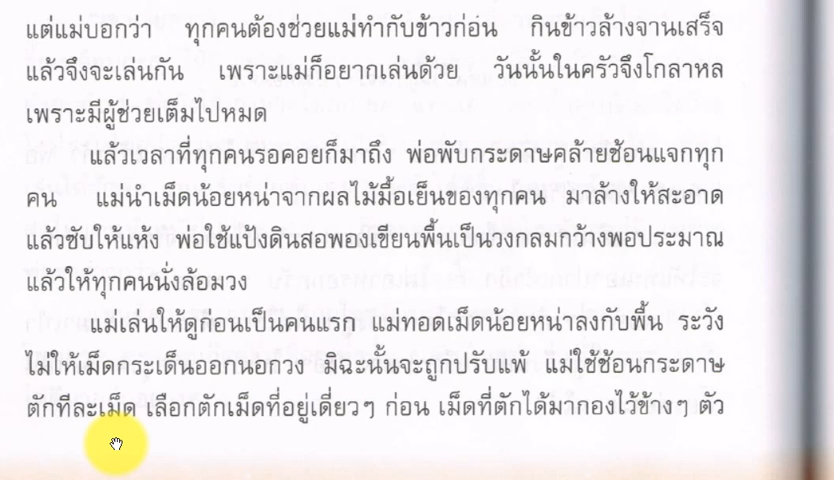 แต่แม่บอกว่า ทุกคนต้องช่วยแม่ทำกับข้าวก่อน กินข้าวล้างจานเสร็จ
แล้วจึงจะเล่นกัน เพราะแม่ก็อยากเล่นด้วย วันนั้นในครัวจึงโกลาหล
เพราะมีผู้ช่วยเต็มไปหมด
แล้วเวลาที่ทุกคนรอคอยก็มาถึง พ่อพับกระดาษคล้ายช้อนแจกทุก
คน แม่นำเม็ดน้อยหน่าจากผลไม้มื้อเย็นของทุกคน มาล้างให้สะอาด
แล้วซับให้แห้ง พ่อใช้แป้งดินสอพองเขียนพื้นเป็นวงกลมกว้างพอประมาณ
แล้วให้ทุกคนนั่งล้อมวง
แม่เล่นให้ดูก่อนเป็นคนแรก แม่ทอดเม็ดน้อยหน่าลงกับพื้น ระวัง
ไม่ให้เม็ดกระเด็นออกนอกวง มิฉะนั้นจะถูกปรับแพ้ แม่ใช้ช้อนกระดาษ
ตักทีละเม็ด เลือกตักเม็ดที่อยู่เดี่ยวๆ ก่อน เม็ดที่ตักได้มากองไว้ข้างๆ ตัว